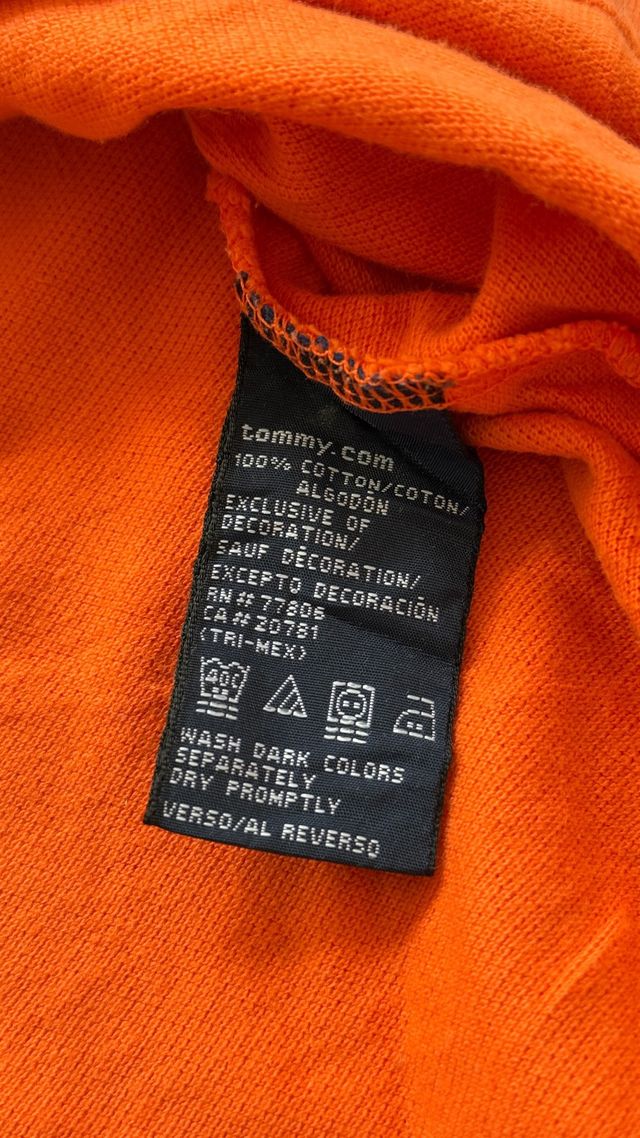 tommy.com
100% COTTON/COTON/
ALGODÓN
EXCLUSIVE OF
DECORATION/
SAUF DÉCORATION/
EXCEPTO DECORACIÓN
RN # 77806
CA # 20781
(TRI-MEX)
40C
WASH DARK COLORS
SEPARATELY
DRY PROMPTLY
VERSO/AL REVERSO